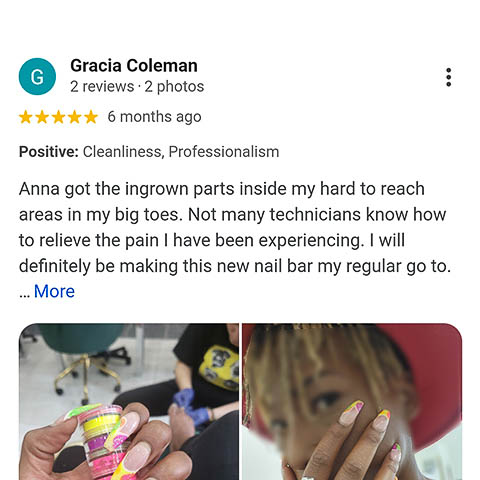 G
Gracia Coleman
2 reviews · 2 photos
6 months ago
Positive: Cleanliness, Professionalism
Anna got the ingrown parts inside my hard to reach
areas in my big toes. Not many technicians know how
to relieve the pain I have been experiencing. I will
definitely be making this new nail bar my regular go to.
... More